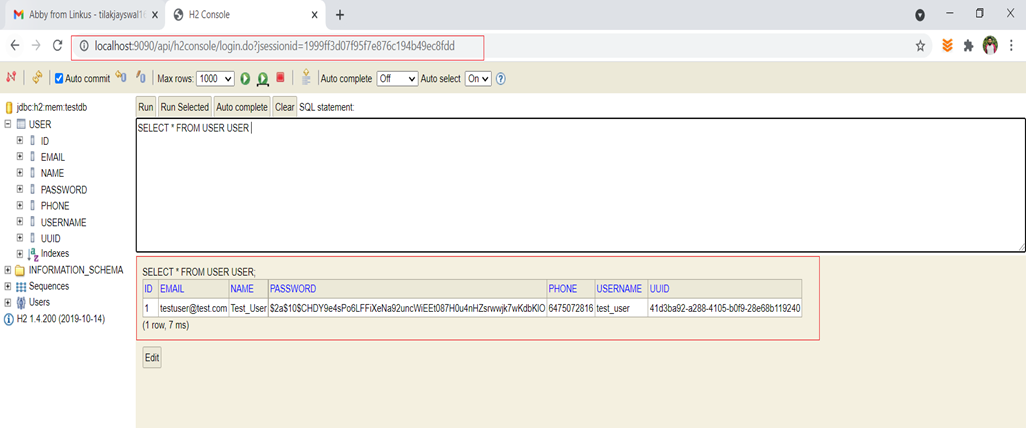 Abby from Linkus - tilakjayswal16
H2 Console
localhost:9090/api/h2console/login.do?jsessionid=1999ff3d07f95f7e876c194b49ec8fdd
Auto commit Max rows: 1000 Auto complete Off Auto select On
jdbc:h2:mem:testdb
USER
ID
EMAIL
NAME
PASSWORD
PHONE
USERNAME
UUID
Indexes
INFORMATION_SCHEMA
Sequences
Users
H2 1.4.200 (2019-10-14)
Run Run Selected Auto complete Clear SQL statement:
SELECT * FROM USER USER
SELECT * FROM USER USER;
ID EMAIL NAME PASSWORD PHONE USERNAME UUID
1 testuser@test.com Test_User $2a$10$CHDY9e4sPo6LFFiXeNa92uncWiEEt087H0u4nHZsrwwjk7wKdbKlO 6475072816 test_user 41d3ba92-a288-4105-b0f9-28e68b119240
(1 row, 7 ms)
Edit